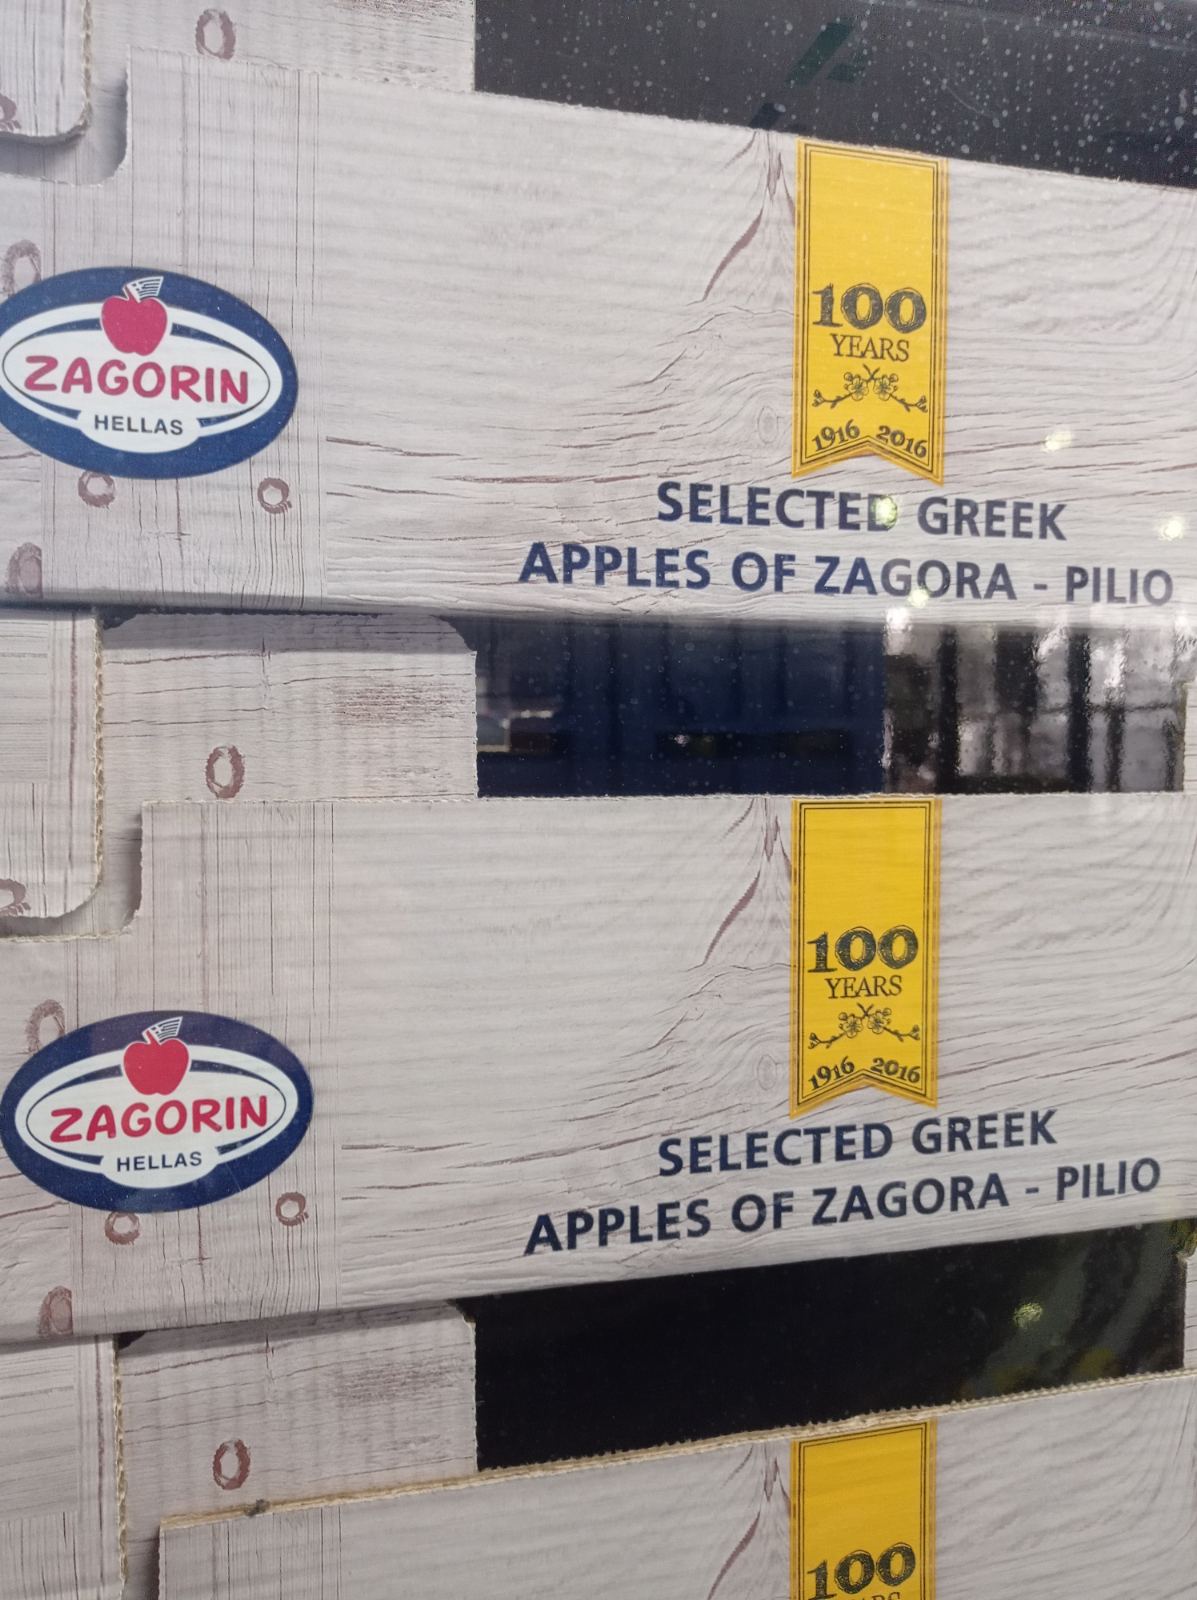 100
YEARS
1916 2016
ZAGORIN
HELLAS
SELECTED GREEK
APPLES OF ZAGORA - PILIO
100
YEARS
1916 2016
ZAGORIN
HELLAS
SELECTED GREEK
APPLES OF ZAGORA - PILIO
100
YEARS